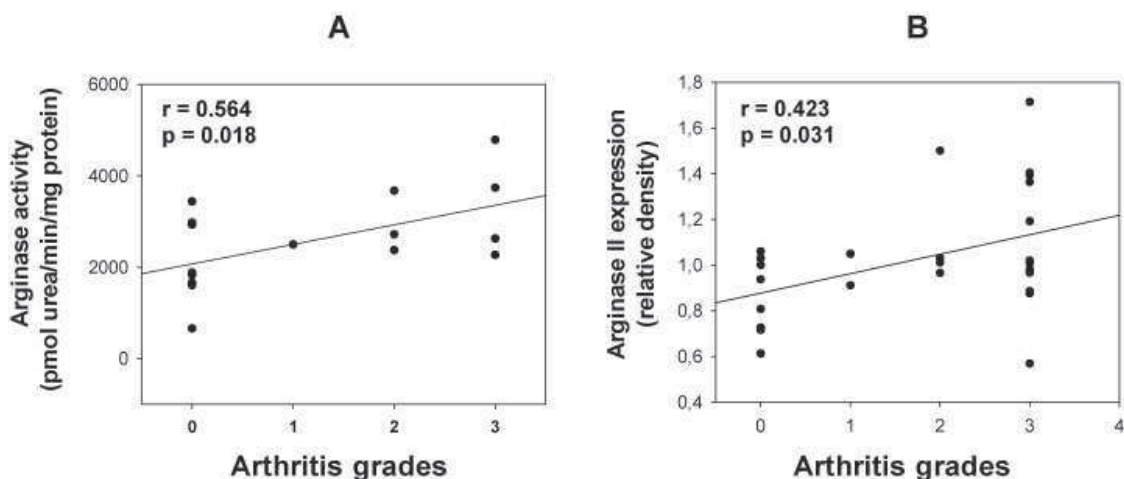 A
r = 0.564
p = 0.018
6000
4000
2000
0
Arginase activity
(pmol urea/min/mg protein)
0 1 2 3
Arthritis grades
B
r = 0.423
p = 0.031
1,8
1,6
1,4
1,2
1,0
0,8
0,6
0,4
Arginase II expression
(relative density)
0 1 2 3 4
Arthritis grades